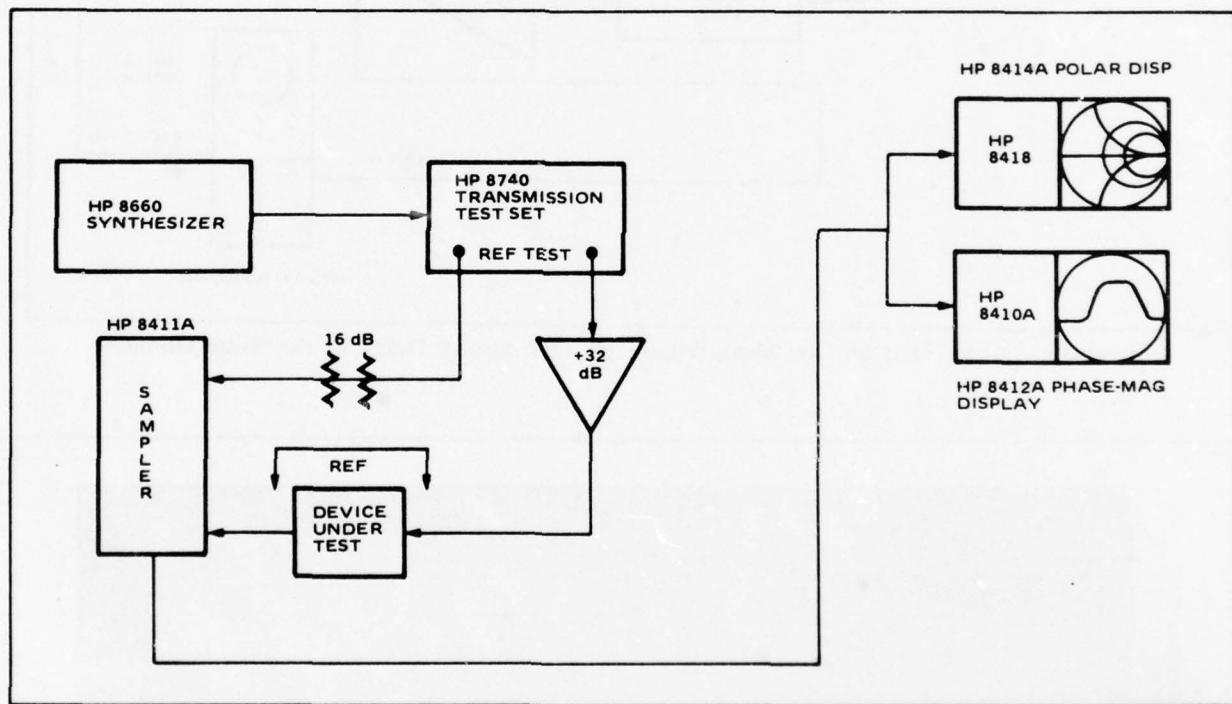 HP 8414A POLAR DISP
HP
8418
HP 8660
SYNTHESIZER
HP 8740
TRANSMISSION
TEST SET
REF TEST
HP
8410A
HP 8412A PHASE-MAG
DISPLAY
HP 8411A
16 dB
+32
dB
SAMPLER
REF
DEVICE
UNDER
TEST